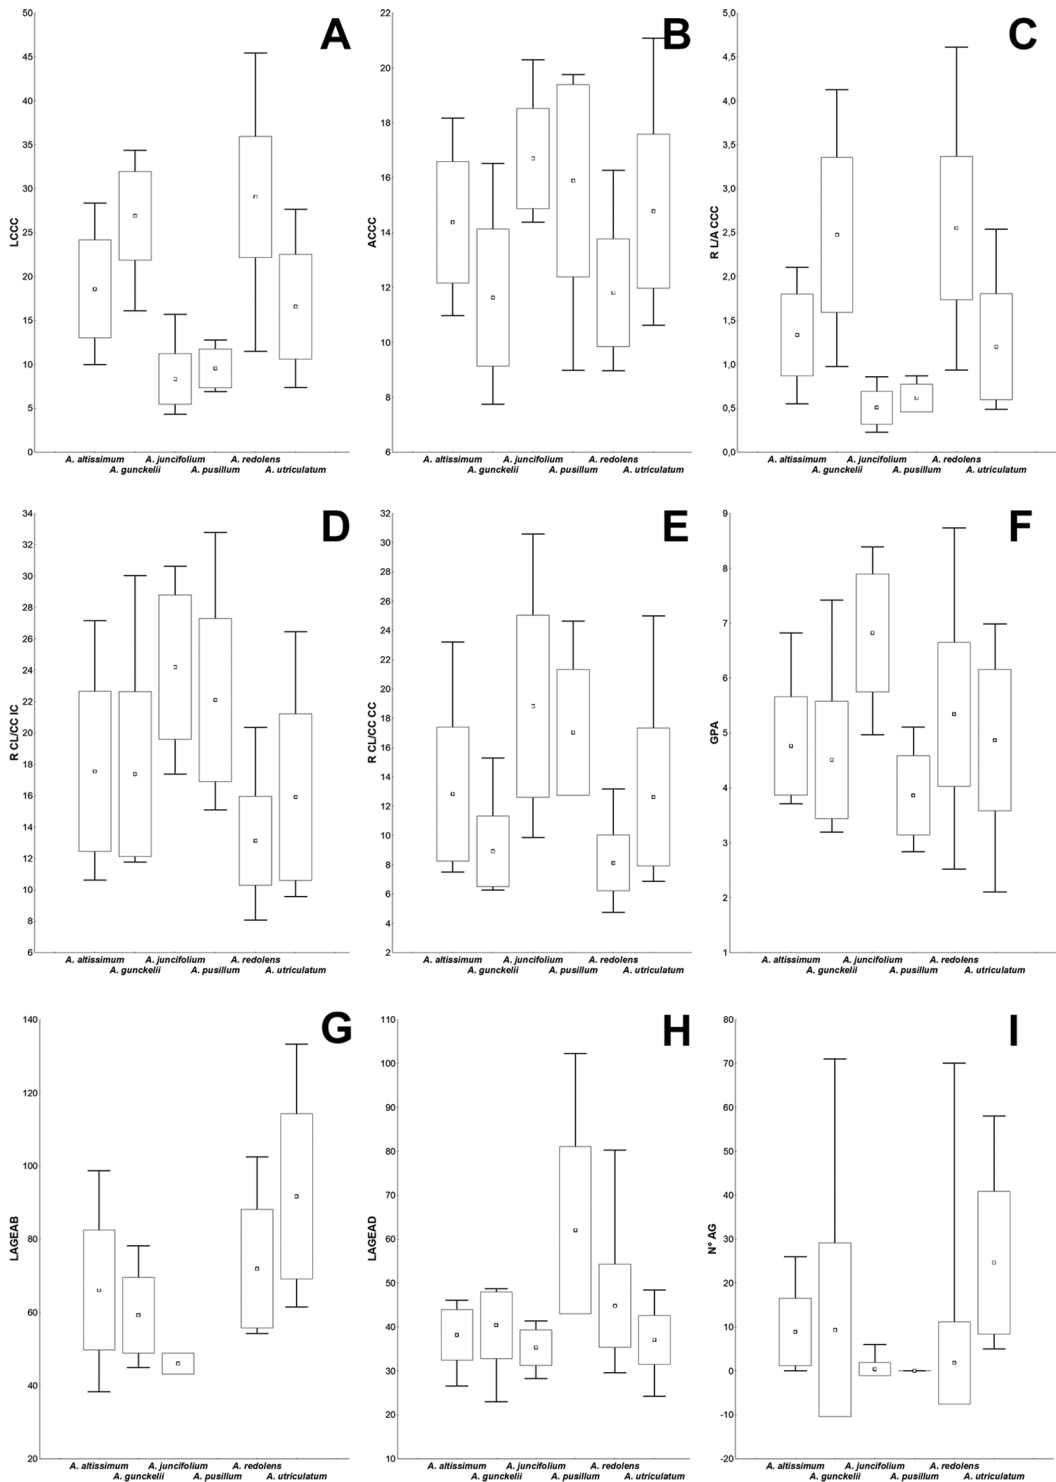 A
50
45
40
35
30
25
20
15
10
5
0
LCCC
A. altissimum A. juncifolium A. redolens
A. gunckelii A. pusillum A. utriculatum
B
22
20
18
16
14
12
10
8
6
ACCC
A. altissimum A. juncifolium A. redolens
A. gunckelii A. pusillum A. utriculatum
C
5,0
4,0
3,5
3,0
2,5
2,0
1,5
1,0
0,5
0,0
R L/A CCC
A. altissimum A. juncifolium A. redolens
A. gunckelii A. pusillum A. utriculatum
D
34
32
30
28
26
24
22
20
18
16
14
12
10
8
6
R CL/CC IC
A. altissimum A. juncifolium A. redolens
A. gunckelii A. pusillum A. utriculatum
E
32
30
28
26
24
22
20
18
16
14
12
10
8
6
4
2
R CL/CC CC
A. altissimum A. juncifolium A. redolens
A. gunckelii A. pusillum A. utriculatum
F
9
8
7
6
5
4
3
2
1
GPA
A. altissimum A. juncifolium A. redolens
A. gunckelii A. pusillum A. utriculatum
G
140
120
100
80
60
40
20
LAGEAB
A. altissimum A. juncifolium A. redolens
A. gunckelii A. pusillum A. utriculatum
H
110
100
90
80
70
60
50
40
30
20
10
LAGEAD
A. altissimum A. juncifolium A. redolens
A. gunckelii A. pusillum A. utriculatum
I
80
70
60
50
40
30
20
10
0
-10
-20
Nº AG
A. altissimum A. juncifolium A. redolens
A. gunckelii A. pusillum A. utriculatum